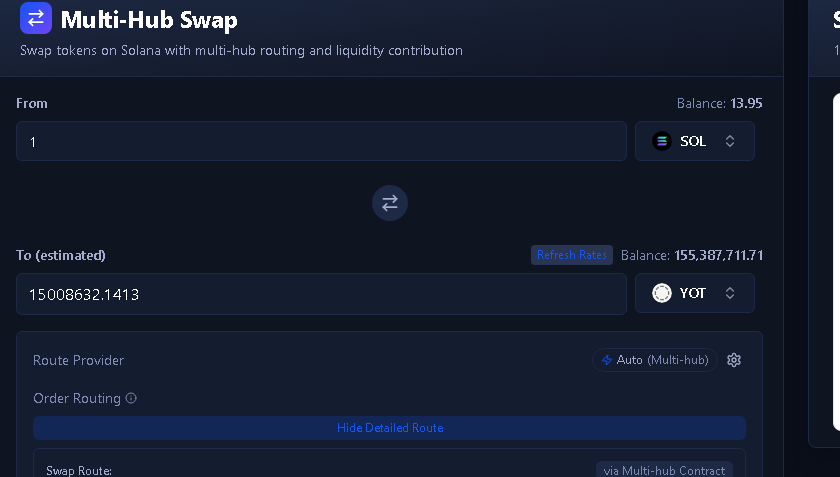 Multi-Hub Swap
Swap tokens on Solana with multi-hub routing and liquidity contribution
From
Balance: 13.95
1
SOL
To (estimated)
Refresh Rates
Balance: 155,387,711.71
15008632.1413
YOT
Route Provider
Auto (Multi-hub)
Order Routing
Hide Detailed Route
Swap Route:
via Multi-hub Contract